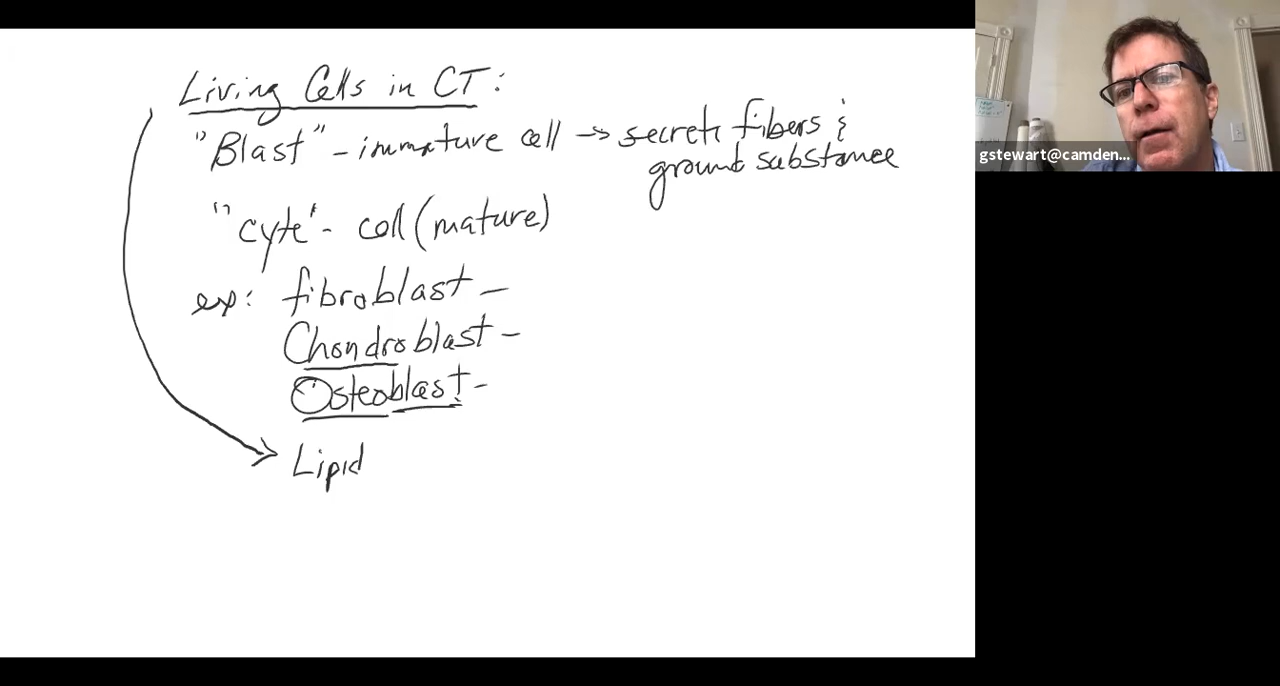 Living Cells in CT:
"Blast" - immature cell -> secrete fibers &
ground substance
"cyte" - cell (mature)
ex: fibroblast -
Chondroblast -
Osteoblast -
Lipid
gstewart@camden...